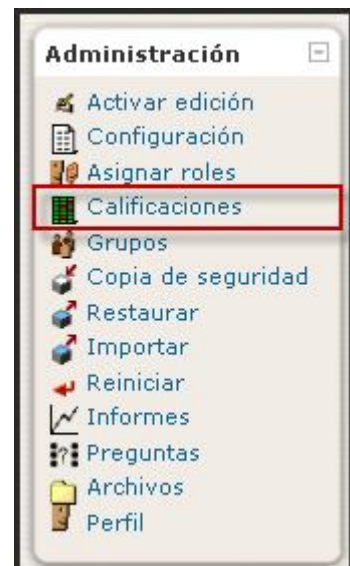 Administración
Activar edición
Configuración
Asignar roles
Calificaciones
Grupos
Copia de seguridad
Restaurar
Importar
Reiniciar
Informes
Preguntas
Archivos
Perfil